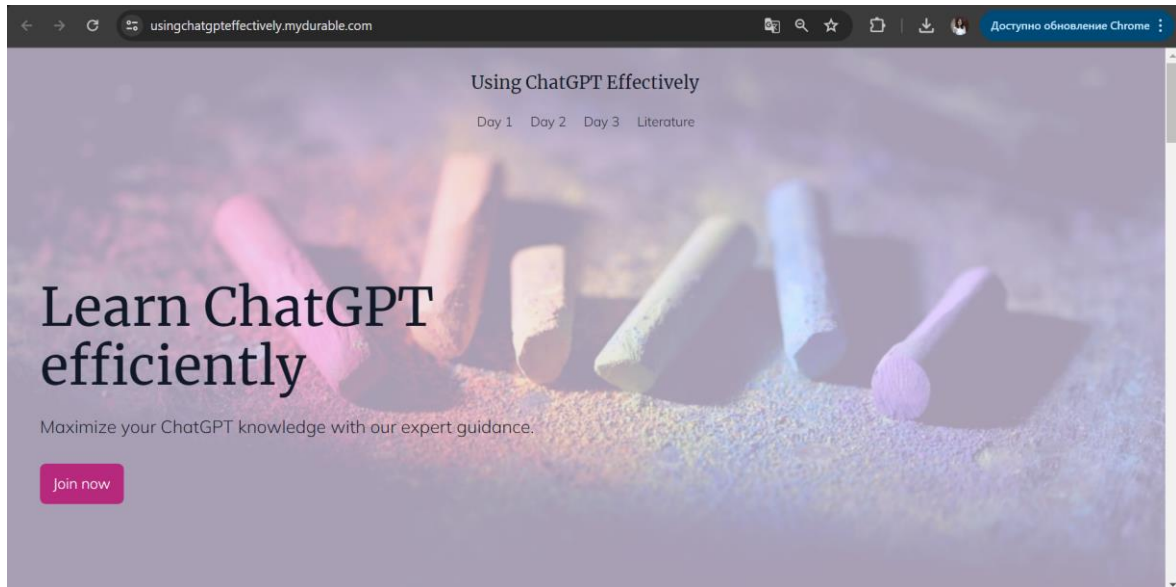 usingchatgpteffectively.mydurable.com
Доступно обновление Chrome
Using ChatGPT Effectively
Day 1 Day 2 Day 3 Literature
Learn ChatGPT
efficiently
Maximize your ChatGPT knowledge with our expert guidance.
Join now